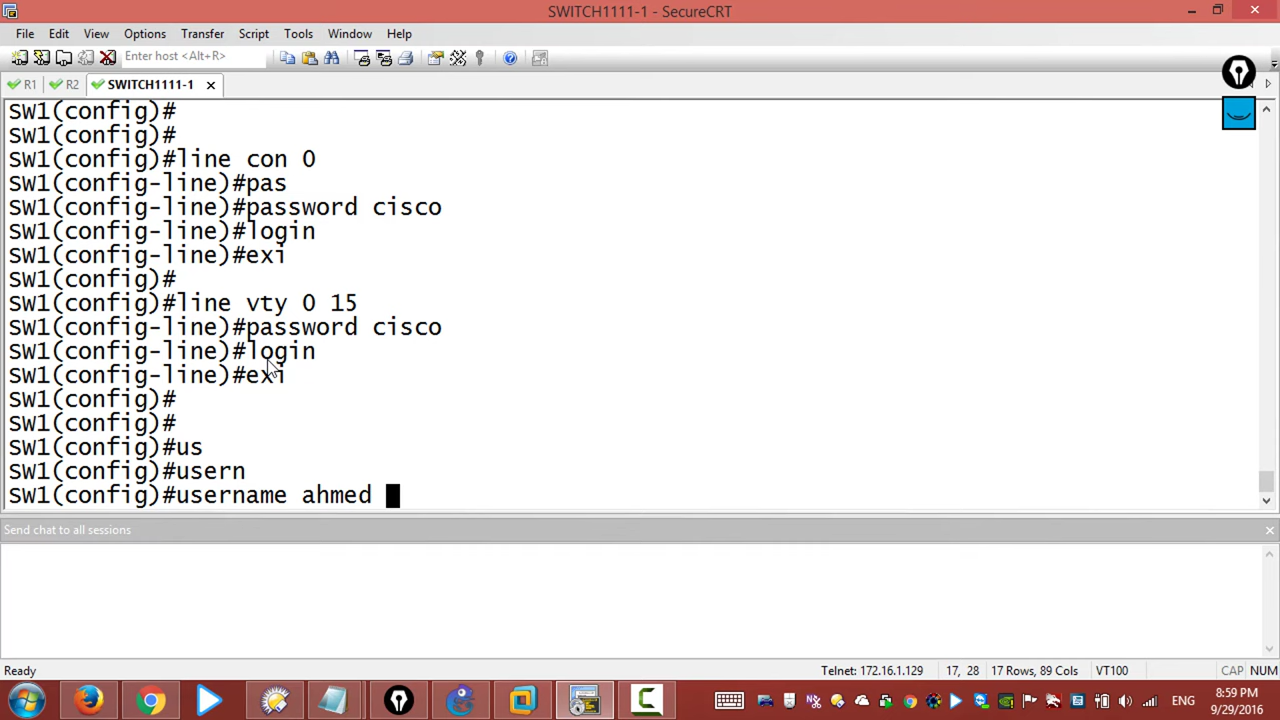 SWITCH1111-1 - SecureCRT
File Edit View Options Transfer Script Tools Window Help
Enter host <Alt+R>
R1 R2 SWITCH1111-1
SW1(config)#
SW1(config)#
SW1(config)#line con 0
SW1(config-line)#pas
SW1(config-line)#password cisco
SW1(config-line)#login
SW1(config-line)#exi
SW1(config)#
SW1(config)#line vty 0 15
SW1(config-line)#password cisco
SW1(config-line)#login
SW1(config-line)#exi
SW1(config)#
SW1(config)#
SW1(config)#us
SW1(config)#usern
SW1(config)#username ahmed
Send chat to all sessions
Ready Telnet: 172.16.1.129 17, 28 17 Rows, 89 Cols VT100 CAP NUM
ENG 8:59 PM
9/29/2016